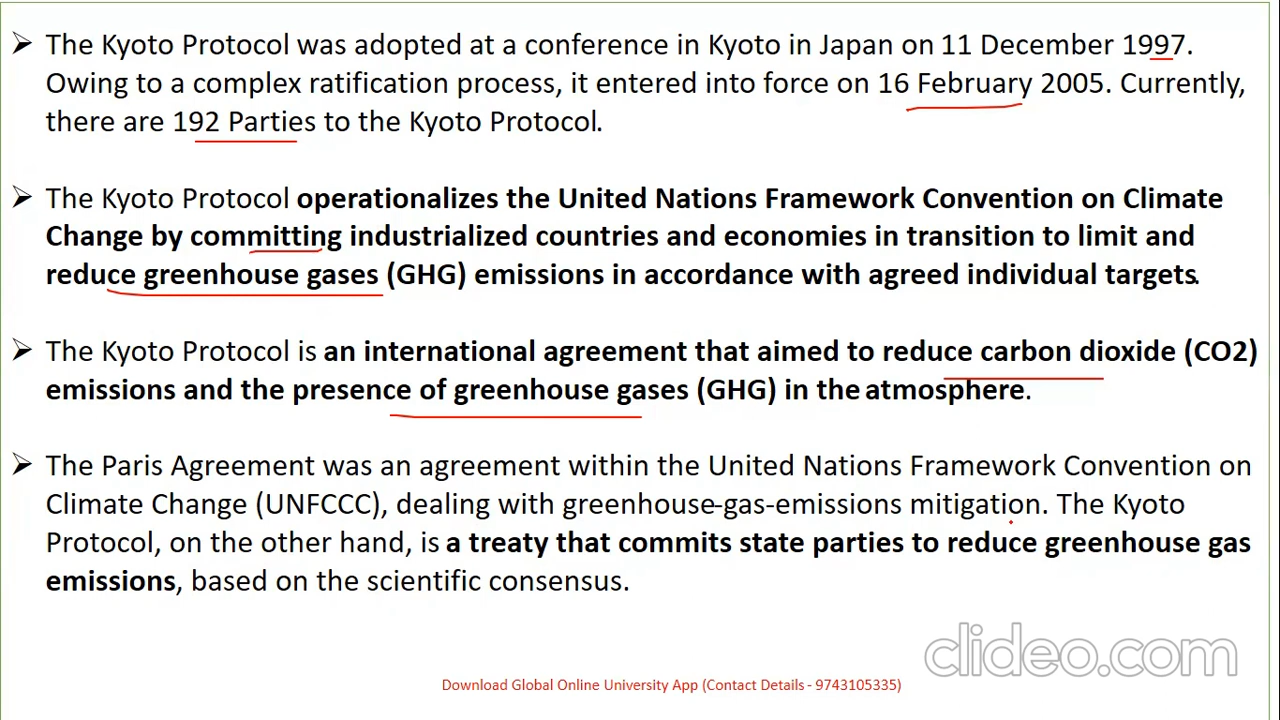 ➢ The Kyoto Protocol was adopted at a conference in Kyoto in Japan on 11 December 1997.
Owing to a complex ratification process, it entered into force on 16 February 2005. Currently,
there are 192 Parties to the Kyoto Protocol.
➢ The Kyoto Protocol operationalizes the United Nations Framework Convention on Climate
Change by committing industrialized countries and economies in transition to limit and
reduce greenhouse gases (GHG) emissions in accordance with agreed individual targets.
➢ The Kyoto Protocol is an international agreement that aimed to reduce carbon dioxide (CO2)
emissions and the presence of greenhouse gases (GHG) in the atmosphere.
➢ The Paris Agreement was an agreement within the United Nations Framework Convention on
Climate Change (UNFCCC), dealing with greenhouse-gas-emissions mitigation. The Kyoto
Protocol, on the other hand, is a treaty that commits state parties to reduce greenhouse gas
emissions, based on the scientific consensus.
clideo.com
Download Global Online University App (Contact Details - 9743105335)